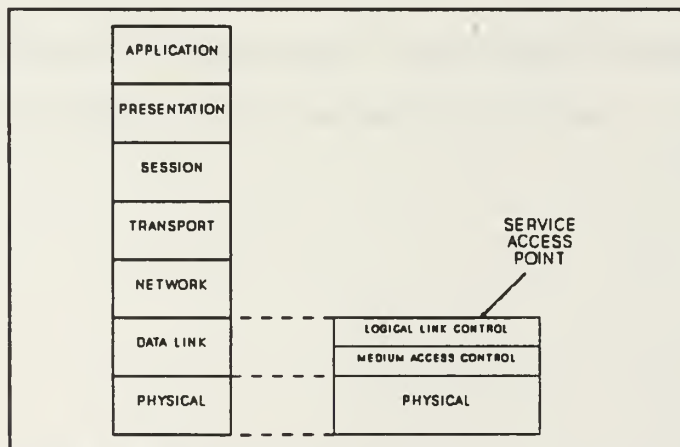 APPLICATION
PRESENTATION
SESSION
TRANSPORT
NETWORK
DATA LINK
PHYSICAL
SERVICE
ACCESS
POINT
LOGICAL LINK CONTROL
MEDIUM ACCESS CONTROL
PHYSICAL